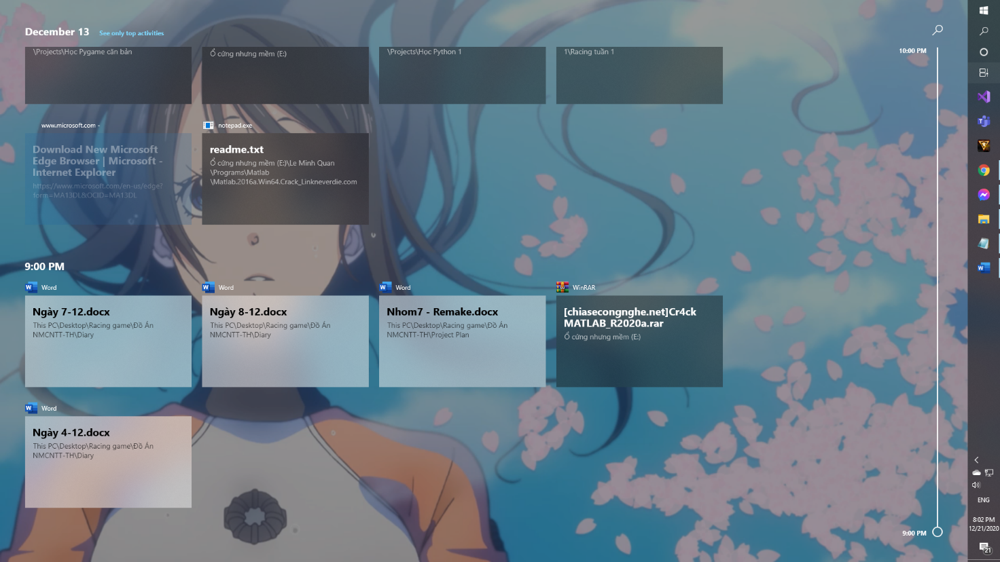 December 13 See only top activities
10:00 PM
\Projects\Học Pygame căn bản
Ổ cứng nhưng mềm (E:)
\Projects\Học Python 1
1\Racing tuần 1
www.microsoft.com -
Download New Microsoft
Edge Browser | Microsoft -
Internet Explorer
https://www.microsoft.com/en-us/edge?
form=MA13DL&OCID=MA13DL
notepad.exe
readme.txt
Ổ cứng nhưng mềm (E:)\Le Minh Quan
\Programs\Matlab
\Matlab.2016a.Win64.Crack_Linkneverdie.com
9:00 PM
Word
Ngày 7-12.docx
This PC\Desktop\Racing game\Đồ Án
NMCNTT-TH\Diary
Word
Ngày 8-12.docx
This PC\Desktop\Racing game\Đồ Án
NMCNTT-TH\Diary
Word
Nhom7 - Remake.docx
This PC\Desktop\Racing game\Đồ Án
NMCNTT-TH\Project Plan
WinRAR
[chiasecongnghe.net]Cr4ck
MATLAB_R2020a.rar
Ổ cứng nhưng mềm (E:)
Word
Ngày 4-12.docx
This PC\Desktop\Racing game\Đồ Án
NMCNTT-TH\Diary
9:00 PM
ENG
8:02 PM
12/21/2020
21